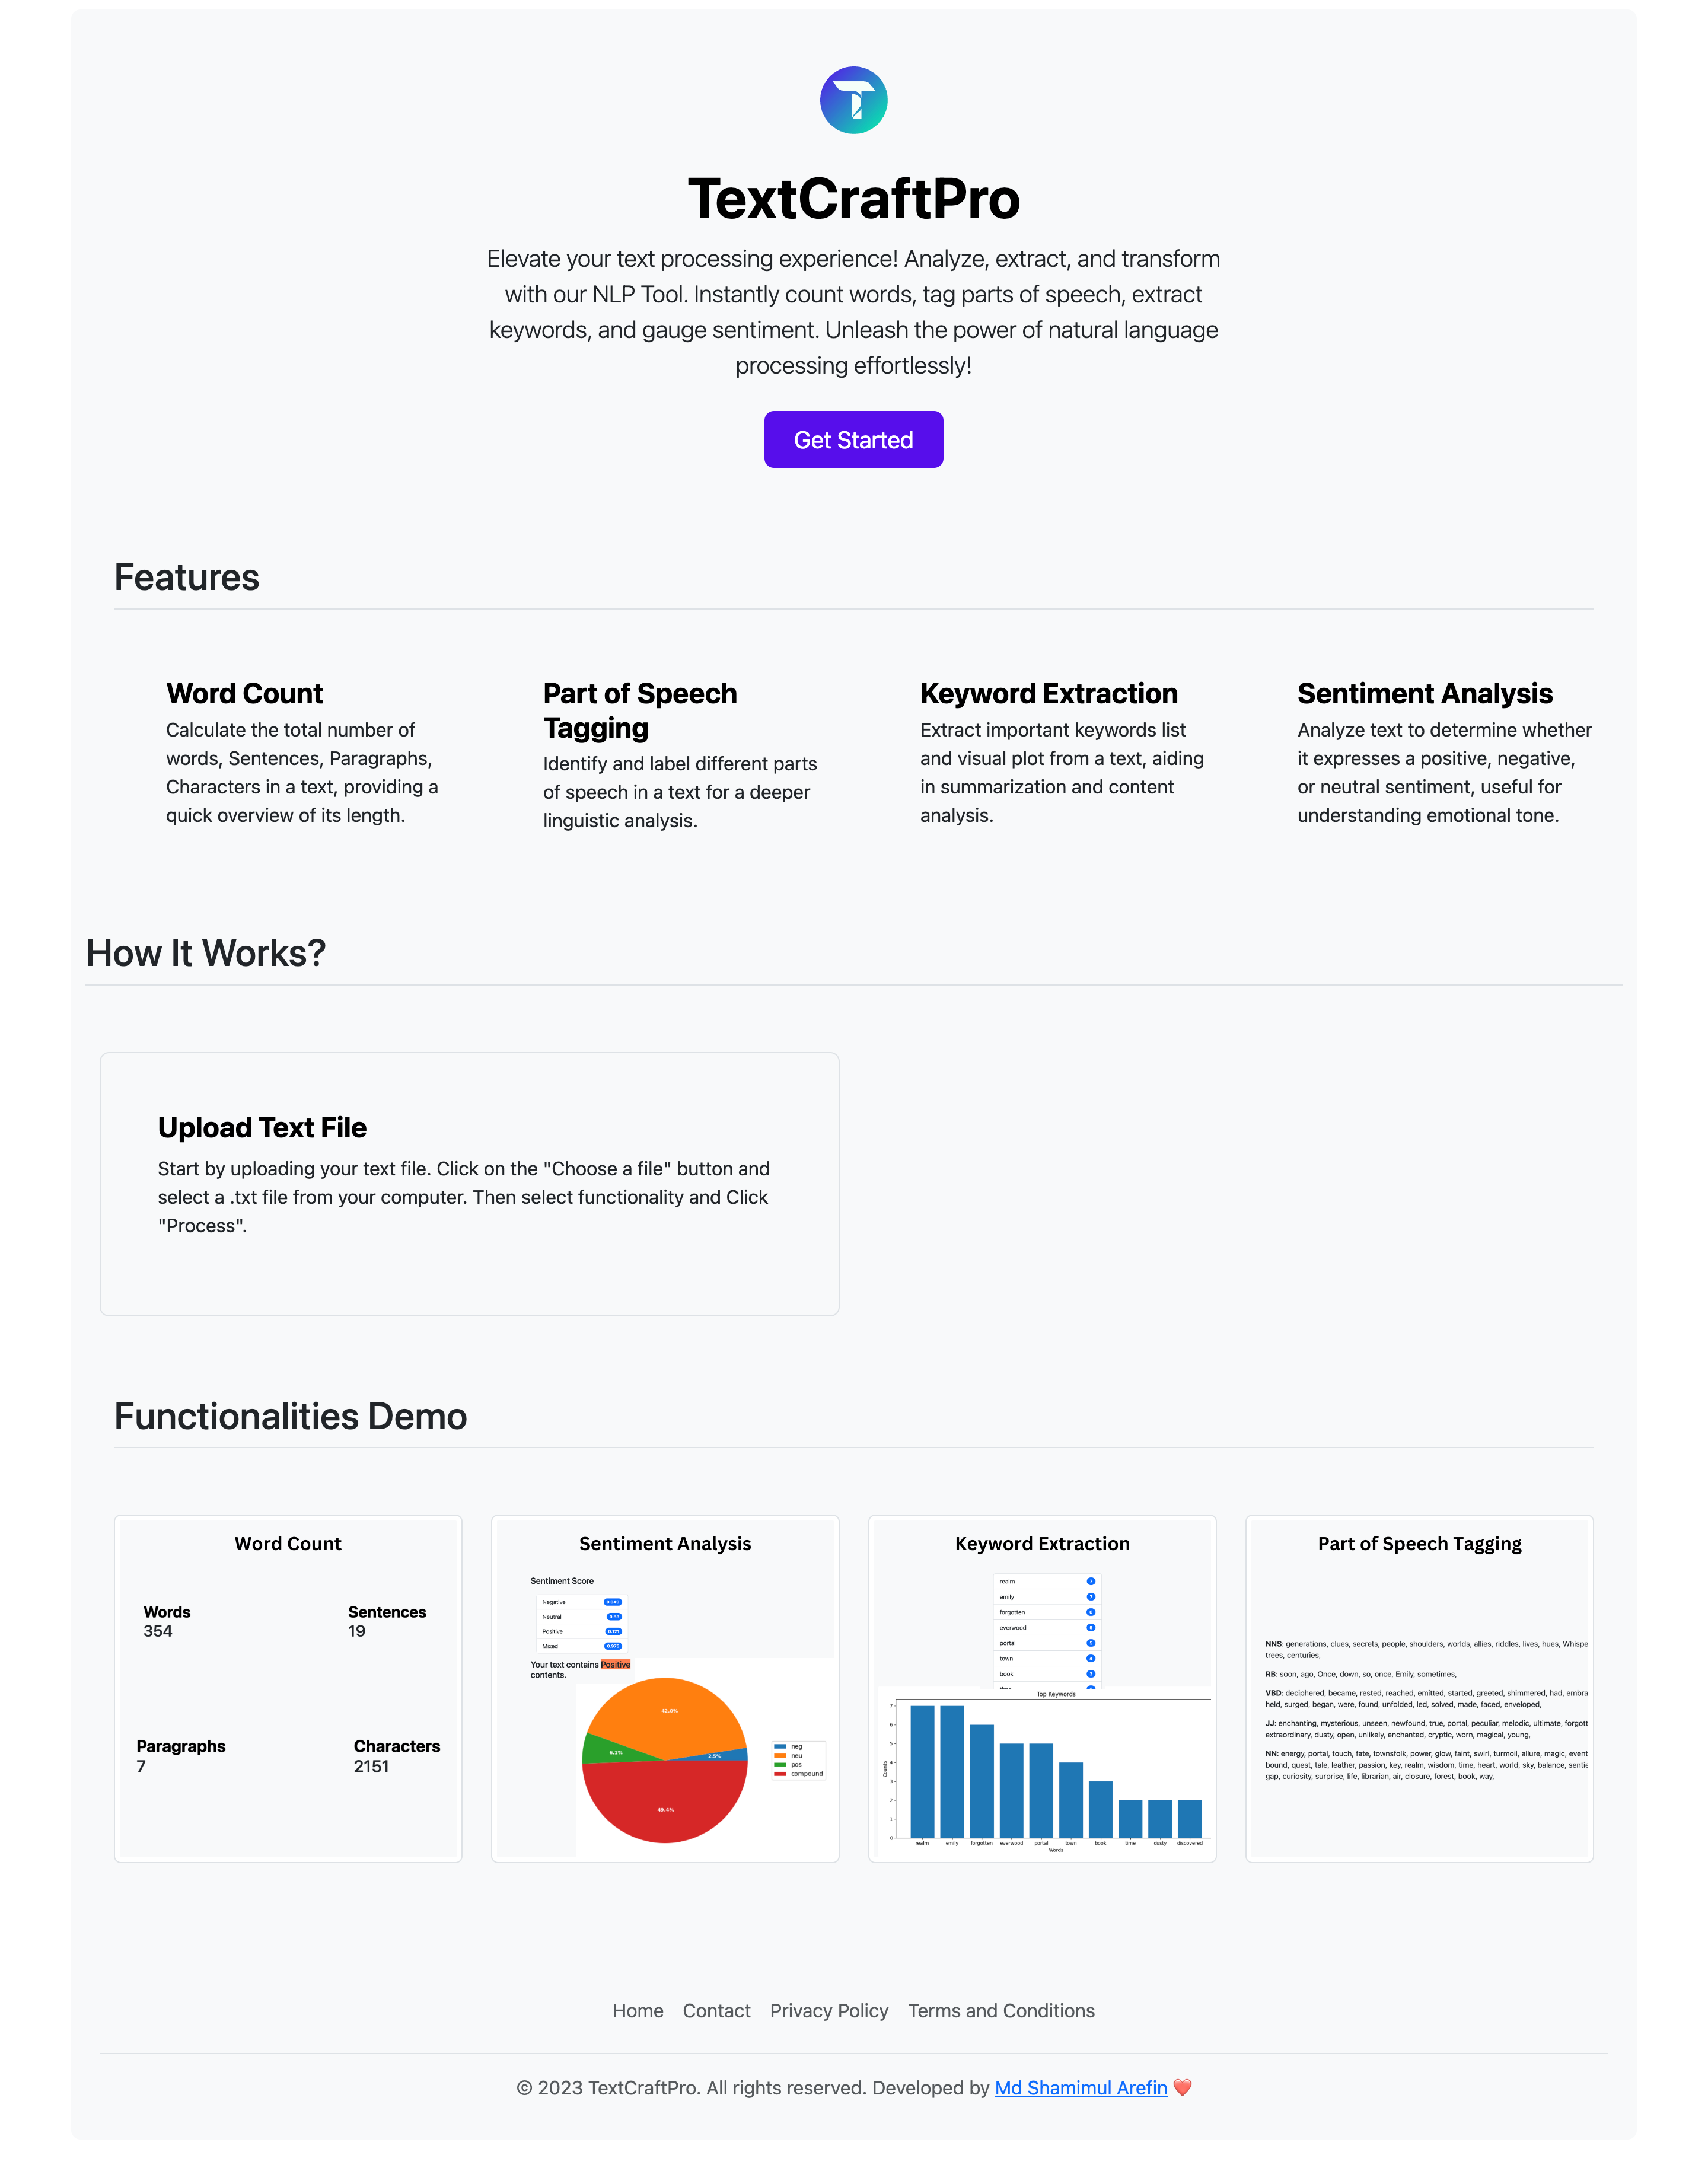 TextCraftPro
Elevate your text processing experience! Analyze, extract, and transform
with our NLP Tool. Instantly count words, tag parts of speech, extract
keywords, and gauge sentiment. Unleash the power of natural language
processing effortlessly!
Get Started
Features
Word Count
Calculate the total number of
words, Sentences, Paragraphs,
Characters in a text, providing a
quick overview of its length.
Part of Speech
Tagging
Identify and label different parts
of speech in a text for a deeper
linguistic analysis.
Keyword Extraction
Extract important keywords list
and visual plot from a text, aiding
in summarization and content
analysis.
Sentiment Analysis
Analyze text to determine whether
it expresses a positive, negative,
or neutral sentiment, useful for
understanding emotional tone.
How It Works?
Upload Text File
Start by uploading your text file. Click on the "Choose a file" button and
select a .txt file from your computer. Then select functionality and Click
"Process".
Functionalities Demo
Word Count
Words
354
Sentences
19
Paragraphs
7
Characters
2151
Sentiment Analysis
Sentiment Score
Negative 0.049
Neutral 0.83
Positive 0.121
Mixed 0.975
Your text contains Positive
contents.
42.0%
6.1%
2.5%
49.4%
neg
neu
pos
compound
Keyword Extraction
realm 7
emily 7
forgotten 6
everwood 5
portal 5
town 4
book 3
Top Keywords
7
6
5
4
3
2
1
0
Counts
realm emily forgotten everwood portal town book time dusty discovered
Words
Part of Speech Tagging
NNS: generations, clues, secrets, people, shoulders, worlds, allies, riddles, lives, hues, Whispe
trees, centuries,
RB: soon, ago, Once, down, so, once, Emily, sometimes,
VBD: deciphered, became, rested, reached, emitted, started, greeted, shimmered, had, embra
held, surged, began, were, found, unfolded, led, solved, made, faced, enveloped,
JJ: enchanting, mysterious, unseen, newfound, true, portal, peculiar, melodic, ultimate, forgott
extraordinary, dusty, open, unlikely, enchanted, cryptic, worn, magical, young,
NN: energy, portal, touch, fate, townsfolk, power, glow, faint, swirl, turmoil, allure, magic, event
bound, quest, tale, leather, passion, key, realm, wisdom, time, heart, world, sky, balance, sentie
gap, curiosity, surprise, life, librarian, air, closure, forest, book, way,
Home Contact Privacy Policy Terms and Conditions
© 2023 TextCraftPro. All rights reserved. Developed by Md Shamimul Arefin ❤️